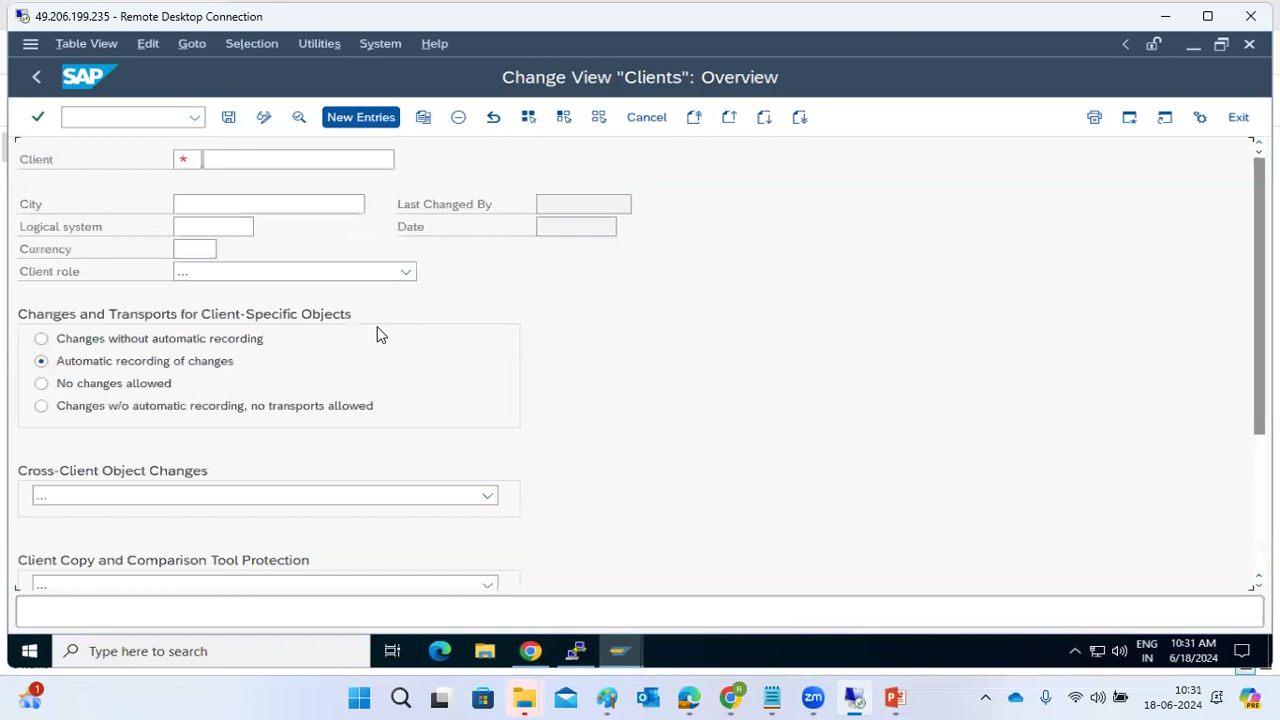 49.206.199.235 - Remote Desktop Connection
Table View Edit Goto Selection Utilities System Help
SAP Change View "Clients": Overview
New Entries Cancel Exit
Client *
City Last Changed By
Logical system Date
Currency
Client role ...
Changes and Transports for Client-Specific Objects
Changes without automatic recording
Automatic recording of changes
No changes allowed
Changes w/o automatic recording, no transports allowed
Cross-Client Object Changes
...
Client Copy and Comparison Tool Protection
...
Type here to search ENG 10:31 AM
IN 6/18/2024
1 10:31
18-06-2024